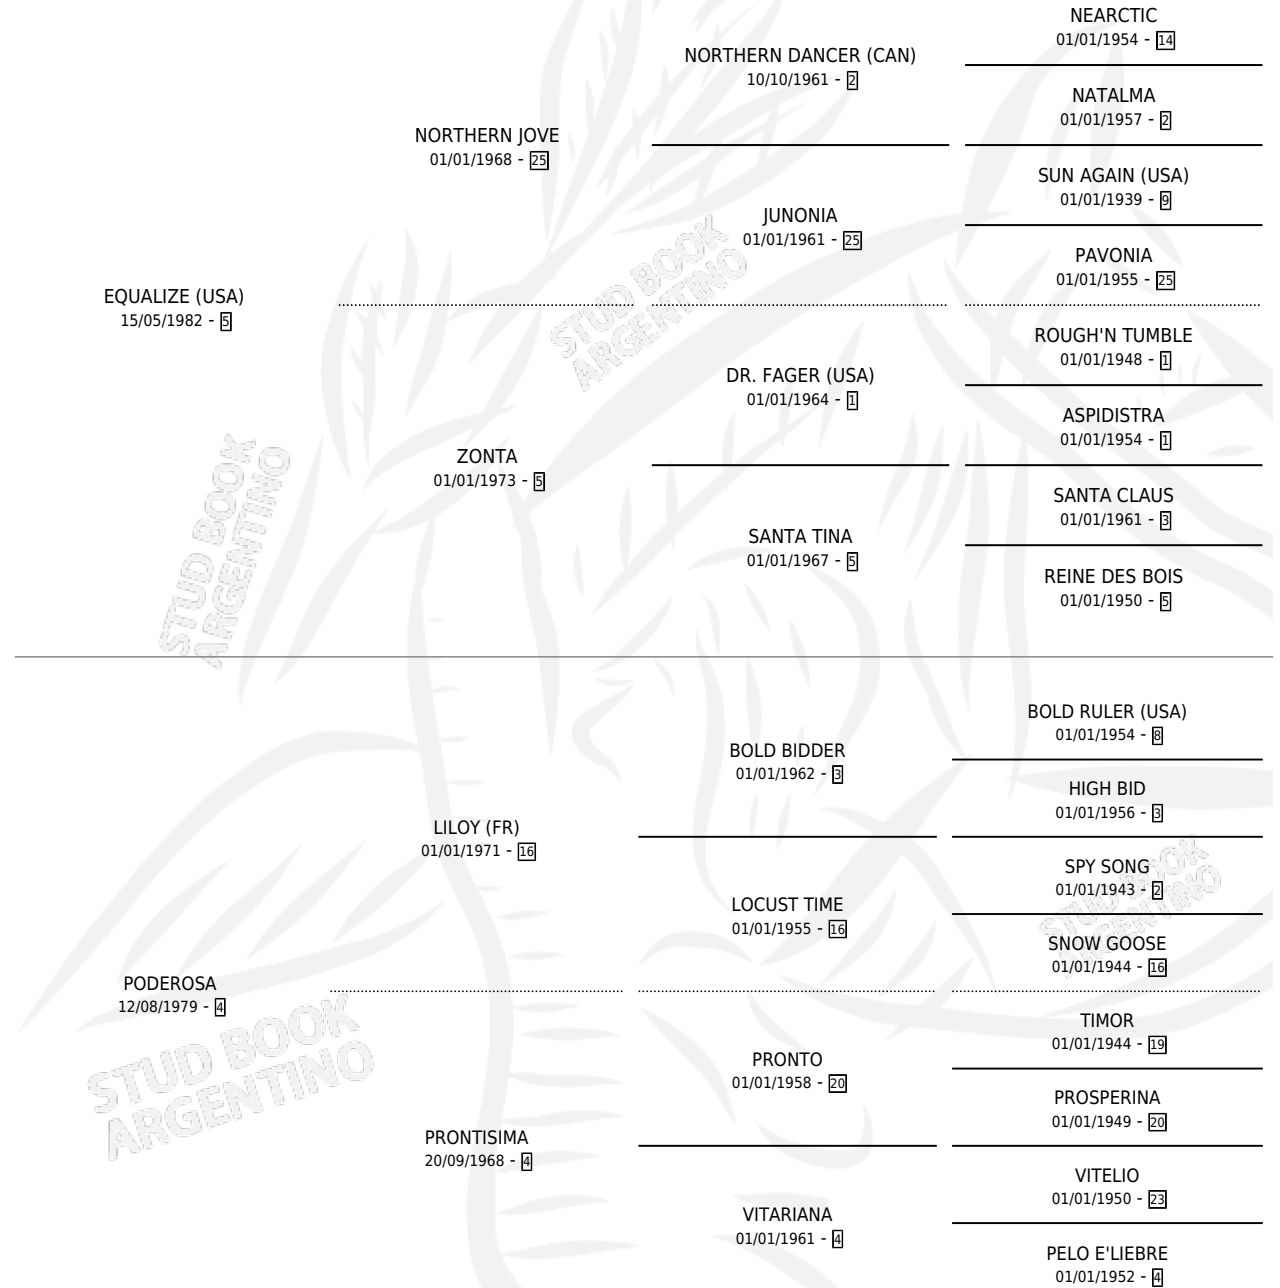 NEARCTIC
01/01/1954 - 14
NORTHERN DANCER (CAN)
10/10/1961 - 2
NATALMA
01/01/1957 - 2
NORTHERN JOVE
01/01/1968 - 25
SUN AGAIN (USA)
01/01/1939 - 9
JUNONIA
01/01/1961 - 25
PAVONIA
01/01/1955 - 25
EQUALIZE (USA)
15/05/1982 - 5
STUD BOOK
ARGENTINO
ROUGH'N TUMBLE
01/01/1948 - 1
DR. FAGER (USA)
01/01/1964 - 1
ASPIDISTRA
01/01/1954 - 1
ZONTA
01/01/1973 - 5
SANTA CLAUS
01/01/1961 - 3
SANTA TINA
01/01/1967 - 5
REINE DES BOIS
01/01/1950 - 5
STUD BOOK
ARGENTINO
BOLD RULER (USA)
01/01/1954 - 8
BOLD BIDDER
01/01/1962 - 3
HIGH BID
01/01/1956 - 3
LILOY (FR)
01/01/1971 - 16
SPY SONG
01/01/1943 - 2
LOCUST TIME
01/01/1955 - 16
STUD BOOK
ARGENTINO
SNOW GOOSE
01/01/1944 - 16
PODEROSA
12/08/1979 - 4
TIMOR
01/01/1944 - 19
PRONTO
01/01/1958 - 20
STUD BOOK
ARGENTINO
PROSPERINA
01/01/1949 - 20
PRONTISIMA
20/09/1968 - 4
VITELIO
01/01/1950 - 23
VITARIANA
01/01/1961 - 4
PELO E'LIEBRE
01/01/1952 - 4